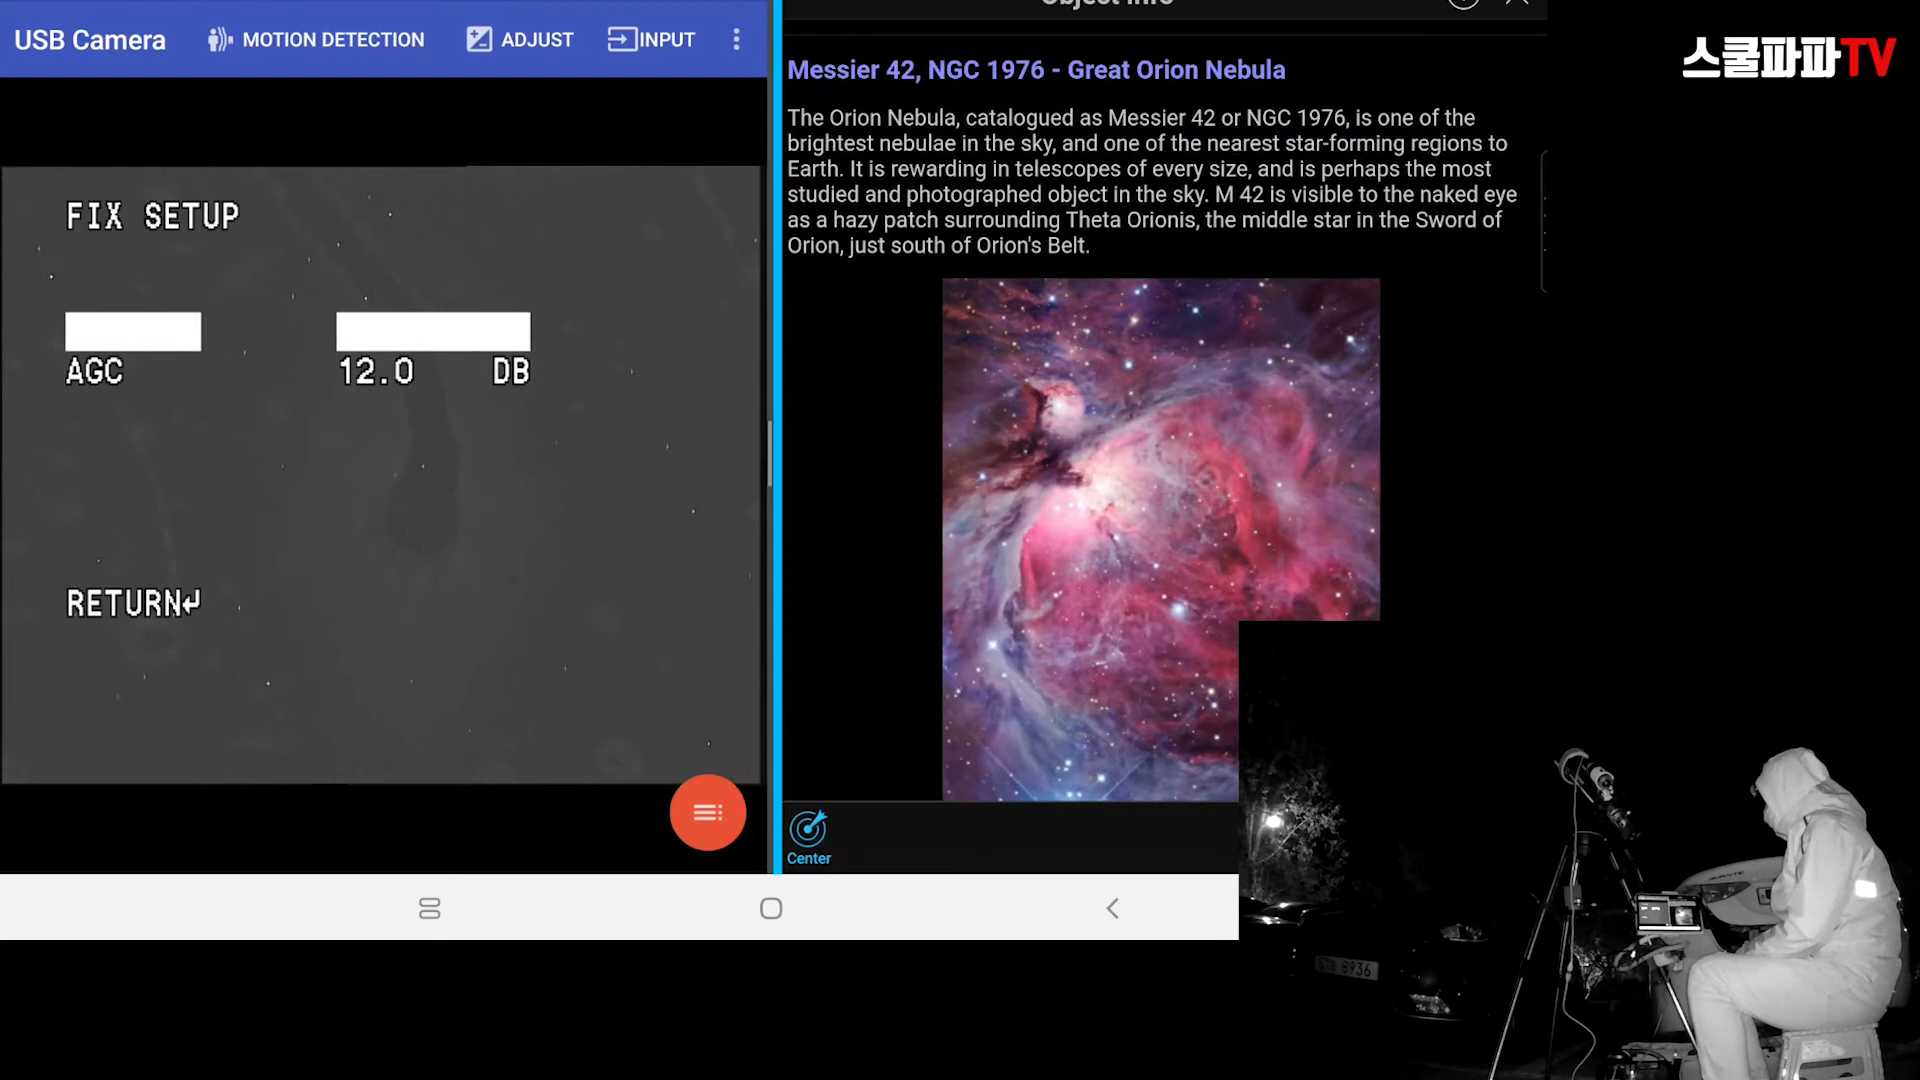 USB Camera
MOTION DETECTION
ADJUST
INPUT
FIX SETUP
AGC 12.0 DB
RETURN↵
Messier 42, NGC 1976 - Great Orion Nebula
The Orion Nebula, catalogued as Messier 42 or NGC 1976, is one of the
brightest nebulae in the sky, and one of the nearest star-forming regions to
Earth. It is rewarding in telescopes of every size, and is perhaps the most
studied and photographed object in the sky. M 42 is visible to the naked eye
as a hazy patch surrounding Theta Orionis, the middle star in the Sword of
Orion, just south of Orion's Belt.
Center
스쿨파파TV
8936